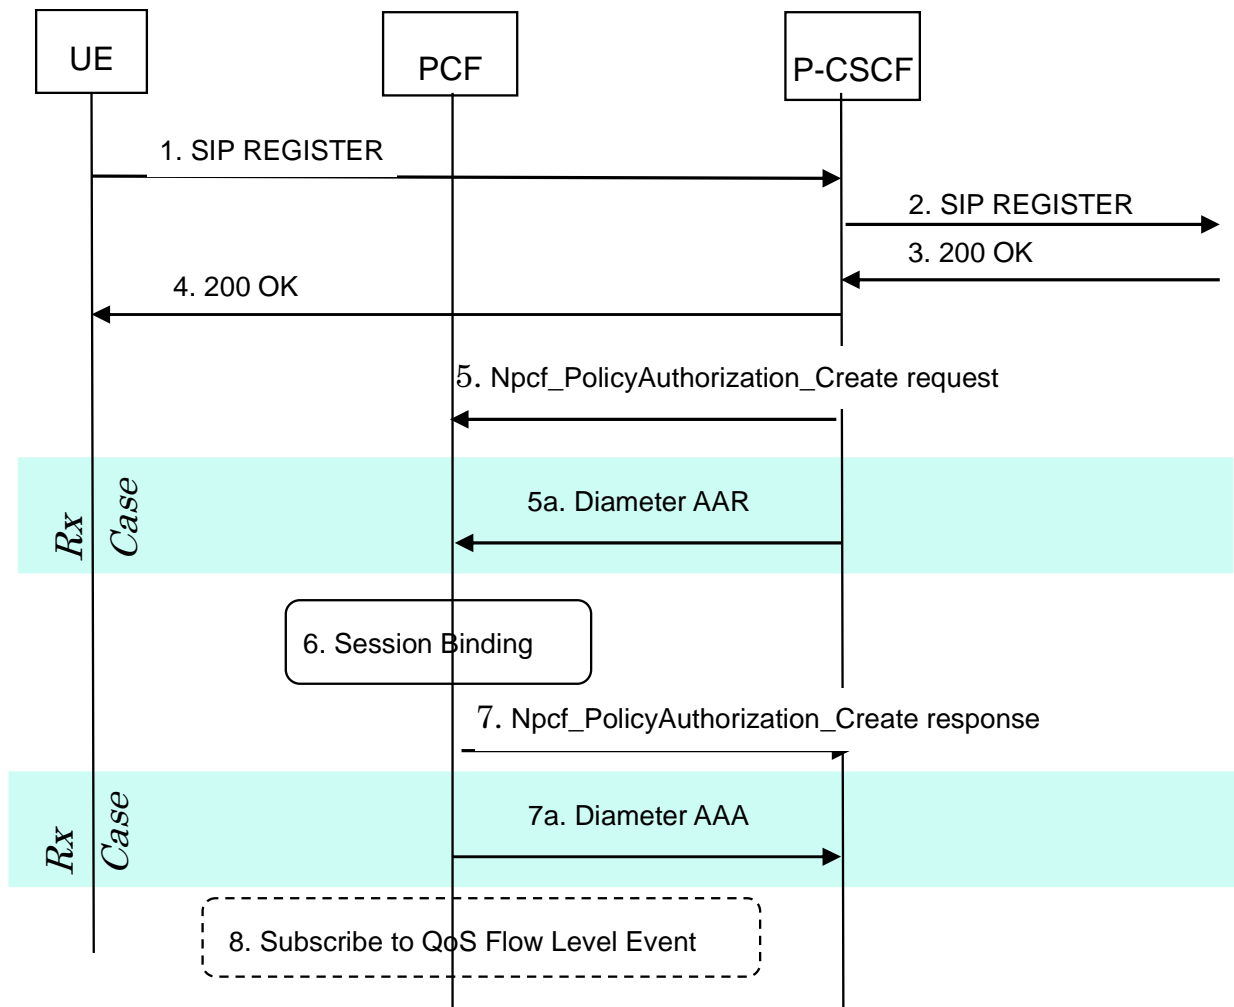 UE
PCF
P-CSCF
1. SIP REGISTER
2. SIP REGISTER
3. 200 OK
4. 200 OK
5. Npcf_PolicyAuthorization_Create request
Rx
Case
5a. Diameter AAR
6. Session Binding
7. Npcf_PolicyAuthorization_Create response
Rx
Case
7a. Diameter AAA
8. Subscribe to QoS Flow Level Event